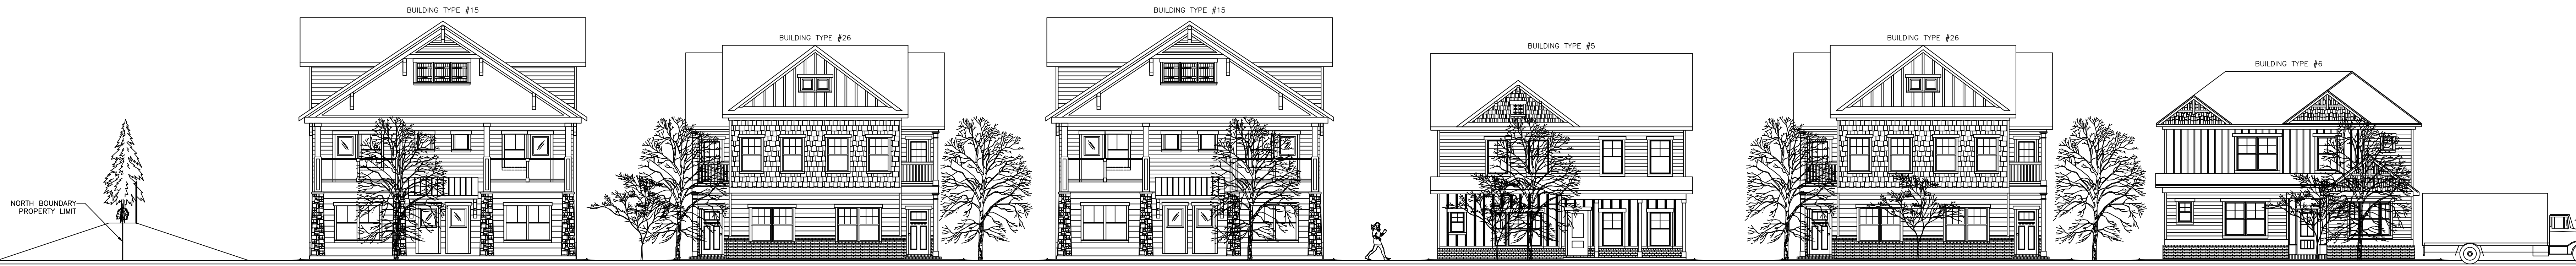 BUILDING TYPE #15
BUILDING TYPE #26
BUILDING TYPE #15
BUILDING TYPE #5
BUILDING TYPE #26
BUILDING TYPE #6
NORTH BOUNDARY
PROPERTY LIMIT